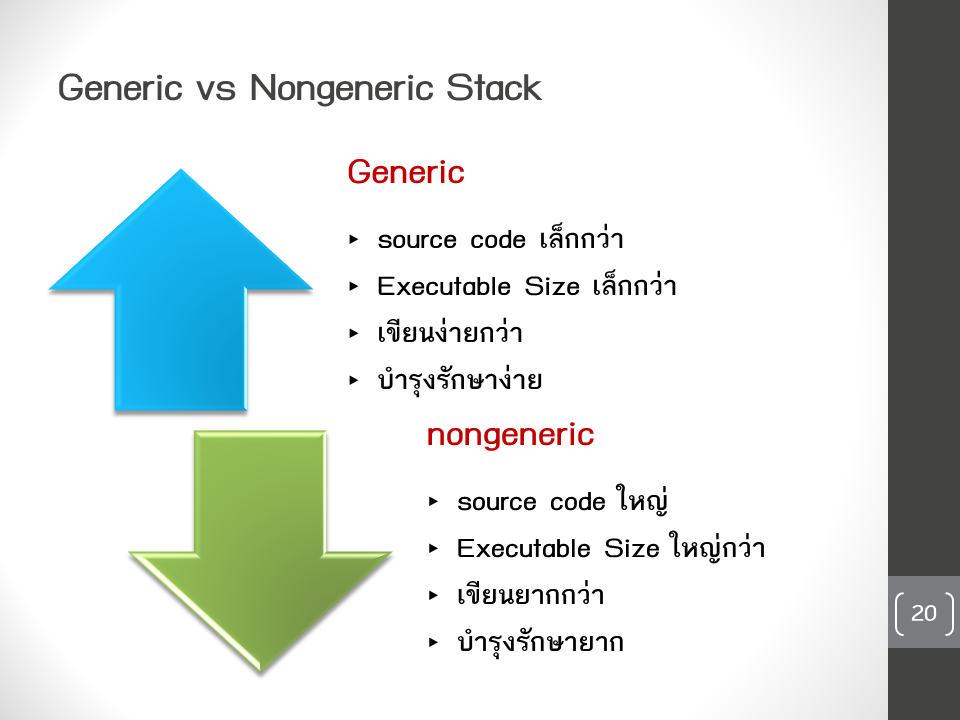 Generic vs Nongeneric Stack
Generic
‣ source code เล็กกว่า
‣ Executable Size เล็กกว่า
‣ เขียนง่ายกว่า
‣ บำรุงรักษาง่าย
nongeneric
‣ source code ใหญ่
‣ Executable Size ใหญ่กว่า
‣ เขียนยากกว่า
‣ บำรุงรักษายาก
20